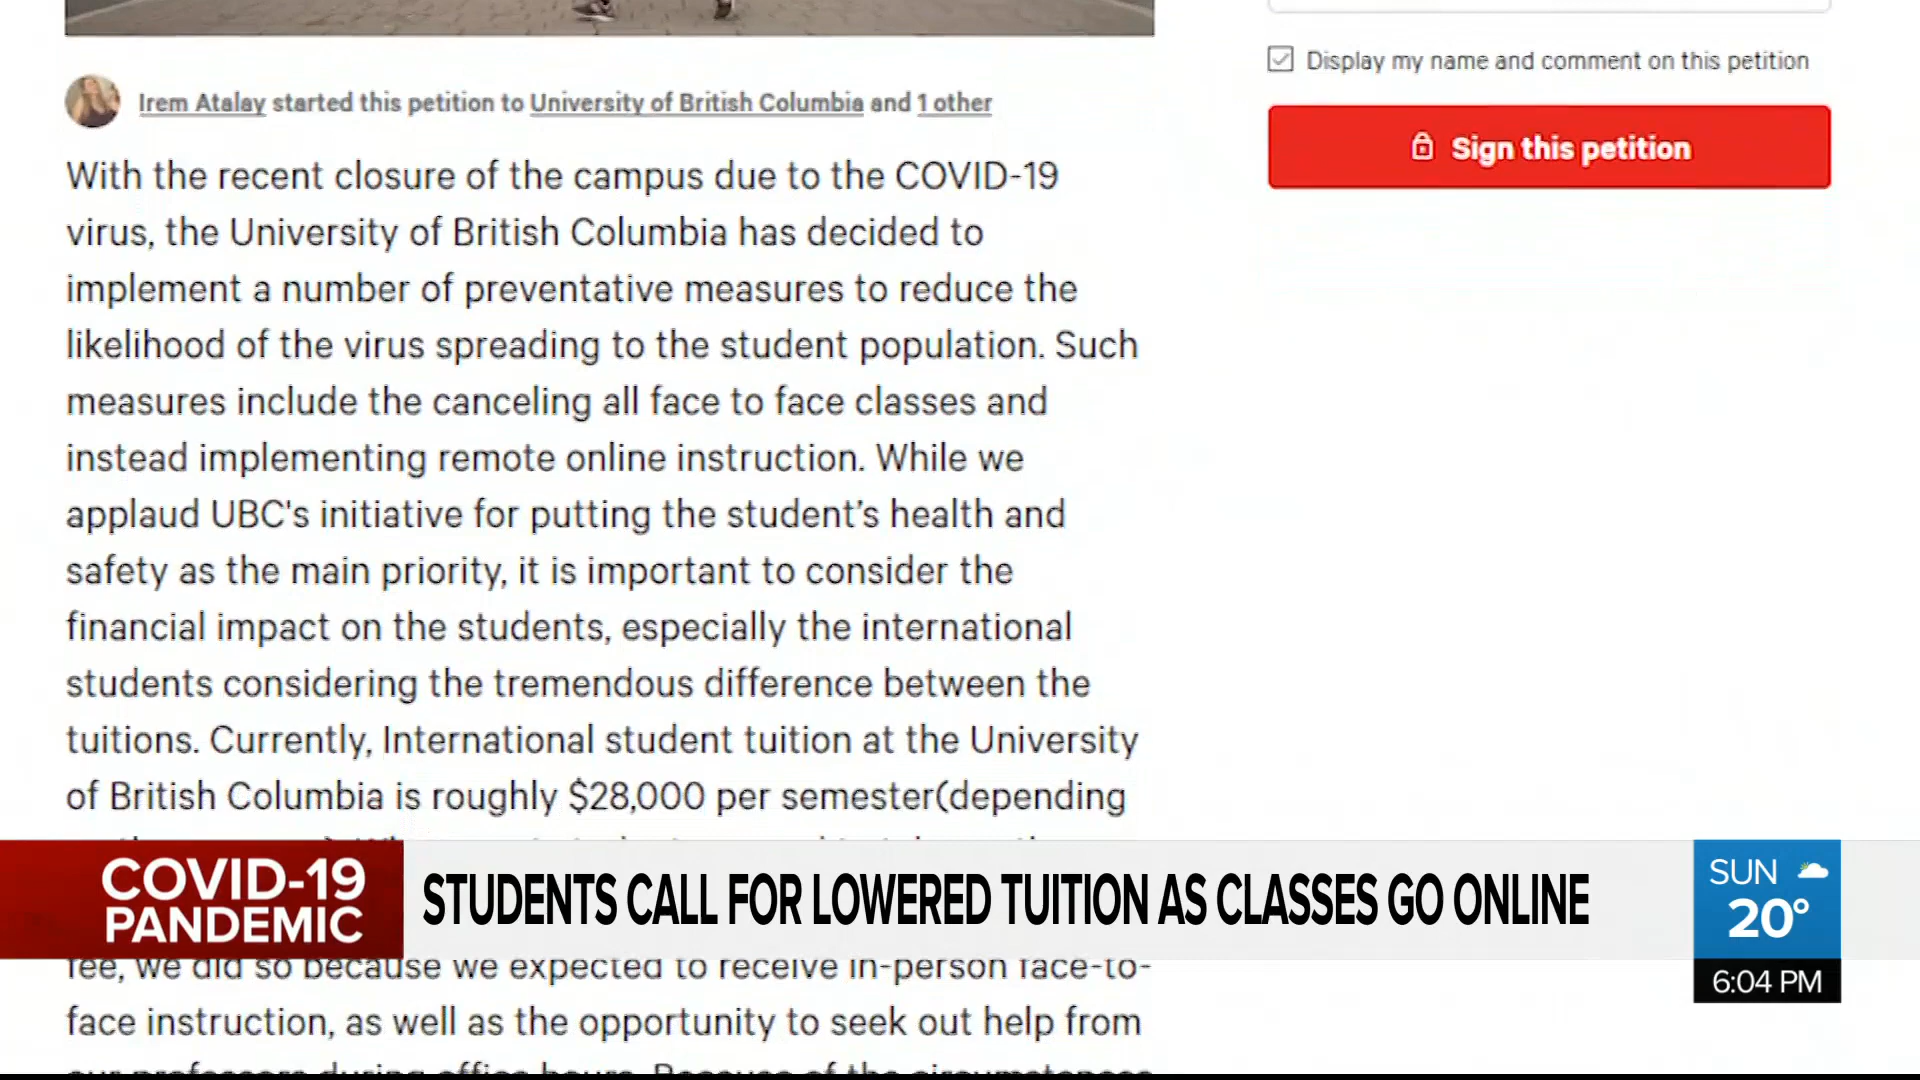 Irem Atalay started this petition to University of British Columbia and 1 other
With the recent closure of the campus due to the COVID-19
virus, the University of British Columbia has decided to
implement a number of preventative measures to reduce the
likelihood of the virus spreading to the student population. Such
measures include the canceling all face to face classes and
instead implementing remote online instruction. While we
applaud UBC's initiative for putting the student’s health and
safety as the main priority, it is important to consider the
financial impact on the students, especially the international
students considering the tremendous difference between the
tuitions. Currently, International student tuition at the University
of British Columbia is roughly $28,000 per semester(depending
fee, we did so because we expected to receive in-person face-to-
face instruction, as well as the opportunity to seek out help from
our professors during office hours. Because of the circumstances
Display my name and comment on this petition
Sign this petition
COVID-19
PANDEMIC
STUDENTS CALL FOR LOWERED TUITION AS CLASSES GO ONLINE
SUN
20°
6:04 PM